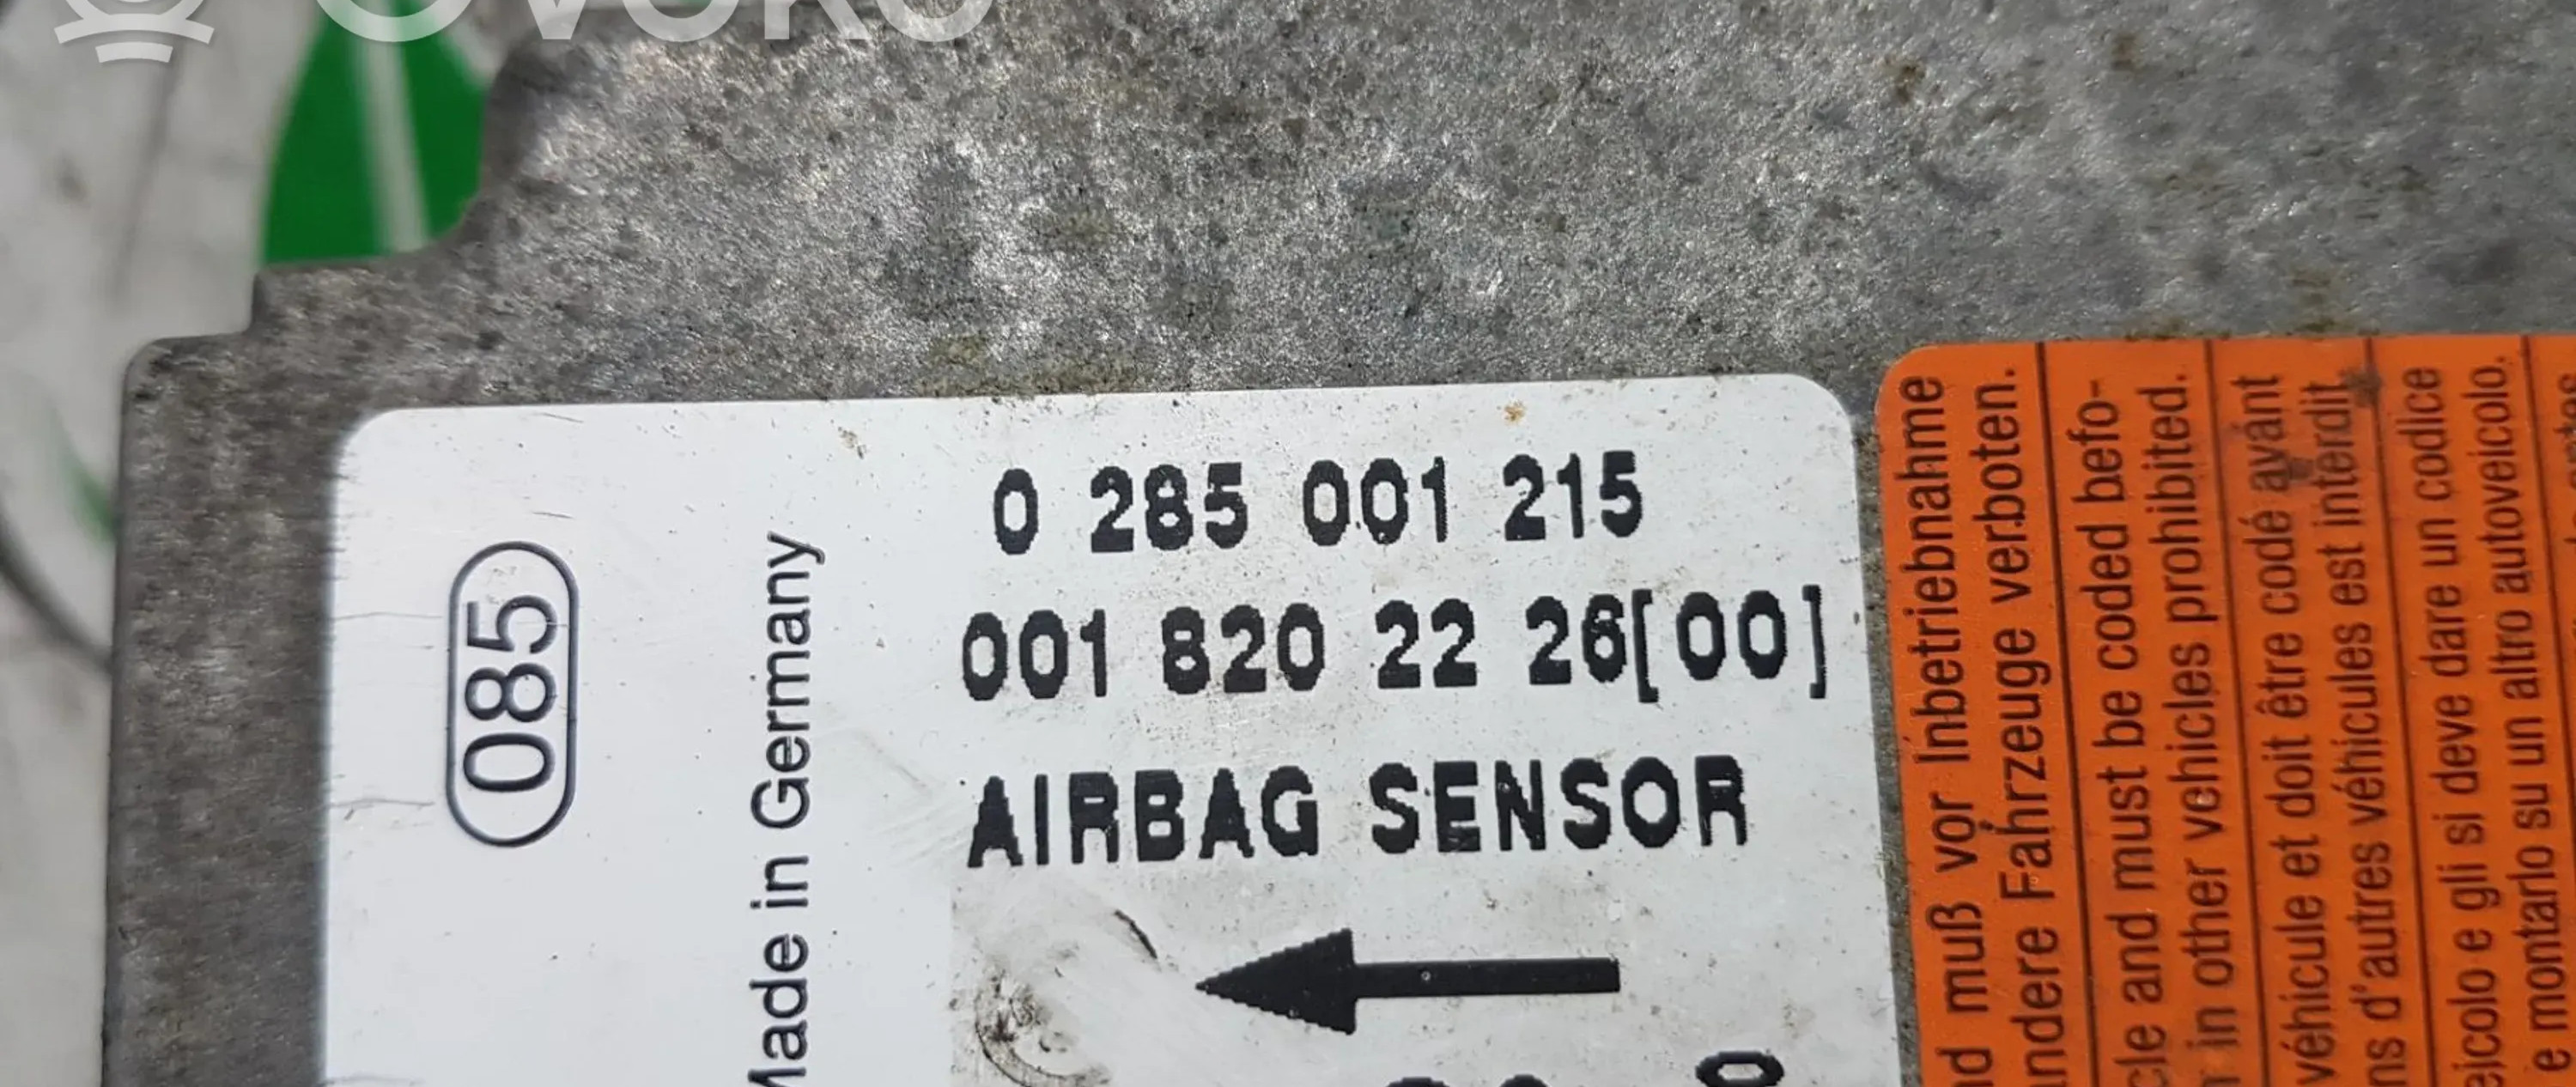 OVOKO
0 285 001 215
001 820 22 26[00]
AIRBAG SENSOR
085
Made in Germany
muß vor Inbetriebnahme
andere Fahrzeuge verboten.
and must be coded befo-
in other vehicles prohibited.
véhicule et doit être codé avant
d'autres véhicules est interdit.
e gli si deve dare un codice
e montarlo su un altro autoveicolo.